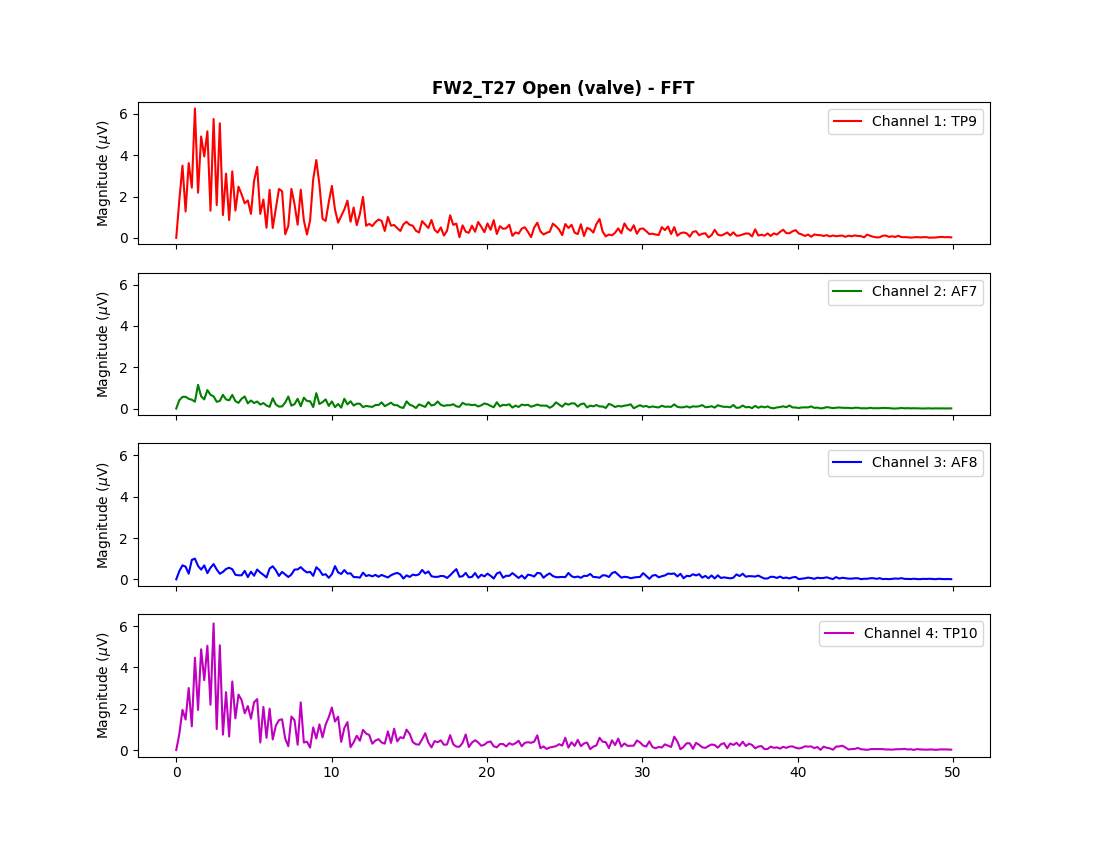 FW2_T27 Open (valve) - FFT
Magnitude (μV)
6
4
2
0
Channel 1: TP9
Magnitude (μV)
6
4
2
0
Channel 2: AF7
Magnitude (μV)
6
4
2
0
Channel 3: AF8
Magnitude (μV)
6
4
2
0
Channel 4: TP10
0 10 20 30 40 50